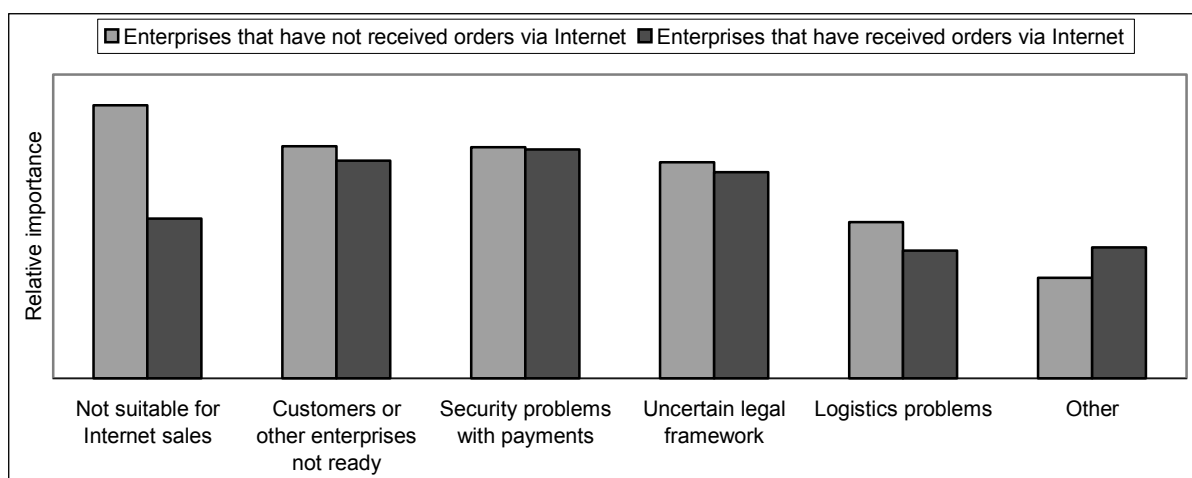 Enterprises that have not received orders via Internet Enterprises that have received orders via Internet
Relative importance
Not suitable for
Internet sales
Customers or
other enterprises
not ready
Security problems
with payments
Uncertain legal
framework
Logistics problems
Other